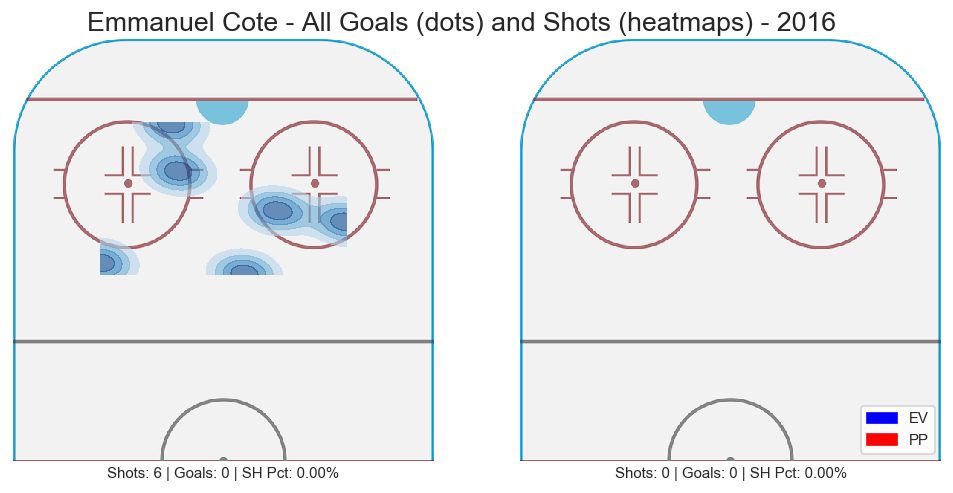 Emmanuel Cote - All Goals (dots) and Shots (heatmaps) - 2016
EV
PP
Shots: 6 | Goals: 0 | SH Pct: 0.00%
Shots: 0 | Goals: 0 | SH Pct: 0.00%